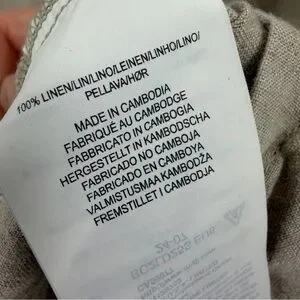 100% LINEN/LIN/LINO/LEINEN/LINHO/LINO/
PELLAVA/HØR
MADE IN CAMBODIA
FABRIQUÉ AU CAMBODGE
FABBRICATO IN CAMBOGIA
HERGESTELLT IN KAMBODSCHA
FABRICADO NO CAMBOJA
FABRICADO EN CAMBOYA
VALMISTUSMAA KAMBODŽA
FREMSTILLET I CAMBODJA